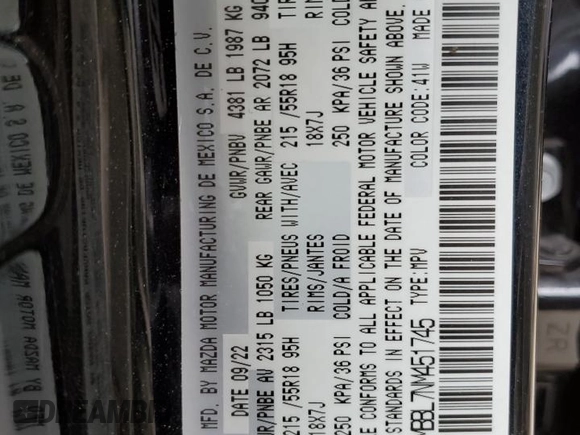 MFD. BY MAZDA MOTOR MANUFACTURING DE MEXICO S.A. DE C.V.
DATE 09/22 GVWR/PNBV 4381 LB 1987 KG
GAWR/PNBE AV 2315 LB 1050 KG REAR GAWR/PNBE AR 2072 LB 940
215 /55R18 95H TIRES/PNEUS WITH/AVEC 215 /55R18 95H
18X7J RIMS/JANTES 18X7J
250 KPA/36 PSI COLD/A FROID 250 KPA/36 PSI COLD
CONFORMS TO ALL APPLICABLE FEDERAL MOTOR VEHICLE SAFETY
STANDARDS IN EFFECT ON THE DATE OF MANUFACTURE SHOWN ABOVE.
MBBL7NM451745 TYPE: MPV COLOR CODE: 41W MADE